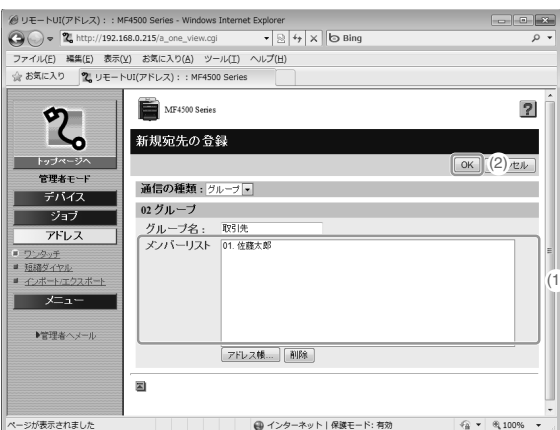 リモートUI(アドレス) : : MF4500 Series - Windows Internet Explorer
http://192.168.0.215/a_one_view.cgi
Bing
ファイル(F) 編集(E) 表示(V) お気に入り(A) ツール(T) ヘルプ(H)
お気に入り リモートUI(アドレス) : : MF4500 Series
MF4500 Series
?
新規宛先の登録
トップページへ
OK (2)
セル
管理者モード
通信の種類 : グループ
デバイス
02 グループ
ジョブ
グループ名 : 取引先
アドレス
メンバーリスト 01. 佐藤太郎
ワンタッチ
短縮ダイヤル
インポート/エクスポート
(1
メニュー
管理者へメール
アドレス帳... 削除
ページが表示されました
インターネット | 保護モード: 有効
100%